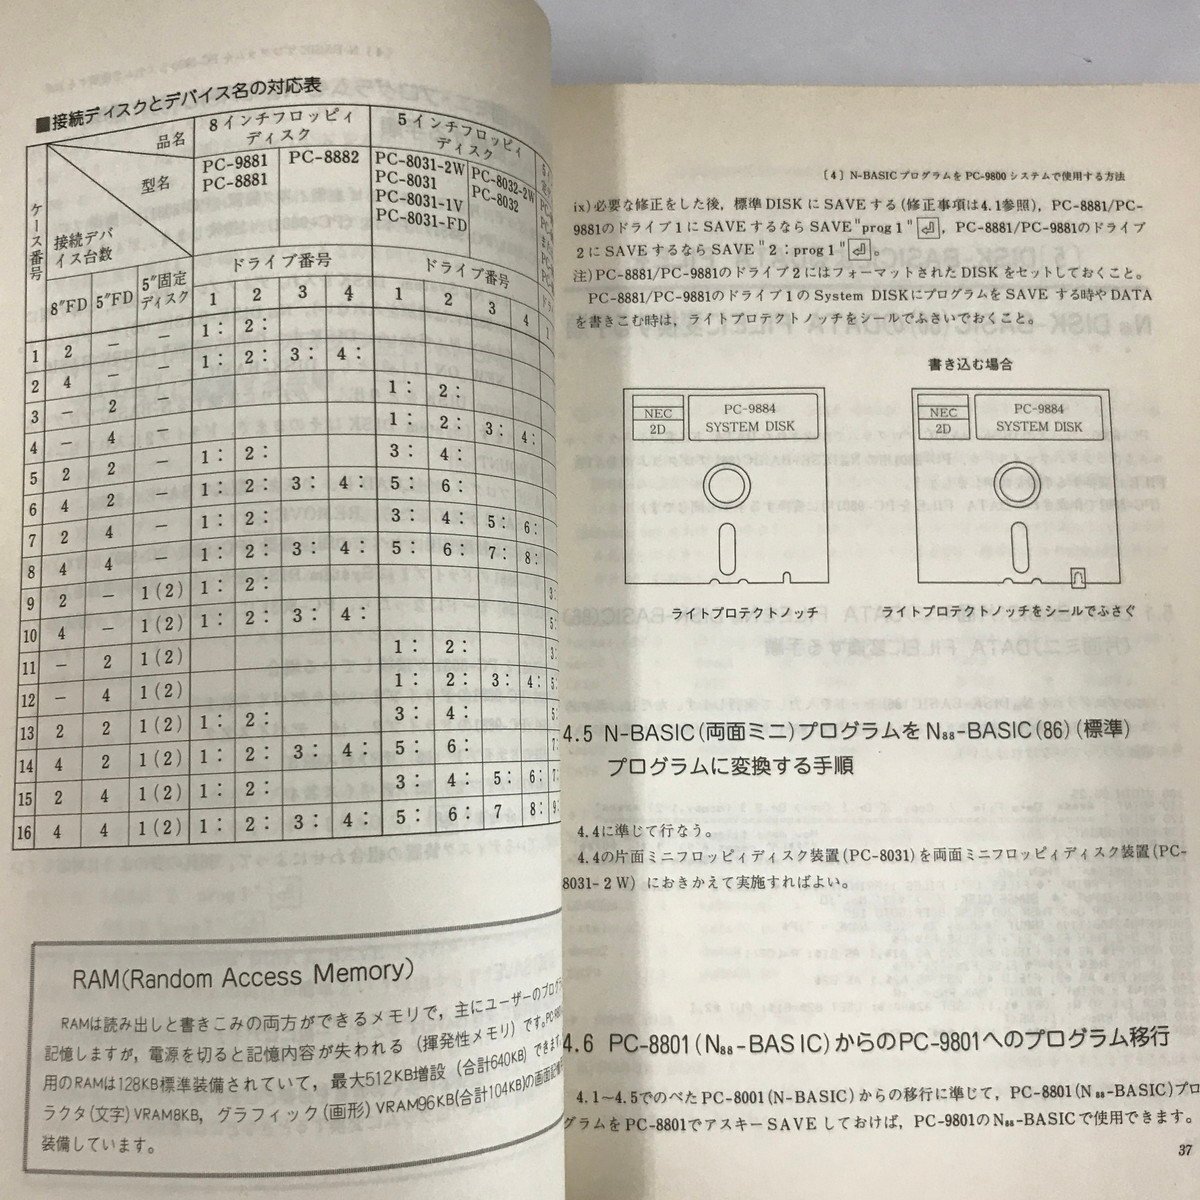 ■接続ディスクとデバイス名の対応表
品名 8インチフロッピィディスク 5インチフロッピィディスク
型名 PC-9881 PC-8881 PC-8882 PC-8031-2W PC-8031 PC-8031-1V PC-8031-FD PC-8032-2W PC-8032
ケース番号 接続デバイス台数 ドライブ番号 ドライブ番号
8″FD 5″FD 5″固定ディスク 1 2 3 4 1 2 3 4
1 2 − − 1: 2:
2 4 − − 1: 2: 3: 4:
3 − 2 − 1: 2:
4 − 4 − 1: 2: 3: 4:
5 2 2 − 1: 2: 3: 4:
6 4 2 − 1: 2: 3: 4: 5: 6:
7 2 4 − 1: 2: 3: 4: 5: 6:
8 4 4 − 1: 2: 3: 4: 5: 6: 7: 8:
9 2 − 1(2) 1: 2: 3:
10 4 − 1(2) 1: 2: 3: 4: 5:
11 − 2 1(2) 1: 2: 3:
12 − 4 1(2) 1: 2: 3: 4: 5:
13 2 2 1(2) 1: 2: 3: 4: 5:
14 4 2 1(2) 1: 2: 3: 4: 5: 6: 7:
15 2 4 1(2) 1: 2: 3: 4: 5: 6: 7:
16 4 4 1(2) 1: 2: 3: 4: 5: 6: 7 8: 9:
RAM(Random Access Memory)
RAMは読み出しと書きこみの両方ができるメモリで，主にユーザーのプログ
記憶しますが，電源を切ると記憶内容が失われる（揮発性メモリ）です。PC
用のRAMは128KB標準装備されていて，最大512KB増設（合計640KB）できます。
ラクタ(文字)VRAM8KB，グラフィック(画形)VRAM96KB(合計104KB)の画面記憶
装備しています。
〔4〕N-BASICプログラムをPC-9800システムで使用する方法
ix)必要な修正をした後，標準DISKにSAVEする(修正事項は4.1参照)，PC-8881/PC-
9881のドライブ1にSAVEするならSAVE"prog1"⏎，PC-8881/PC-9881のドライブ
2にSAVEするならSAVE"2：prog1"⏎。
注)PC-8881/PC-9881のドライブ2にはフォーマットされたDISKをセットしておくこと。
PC-8881/PC-9881のドライブ1のSystem DISKにプログラムをSAVEする時やDATA
を書きこむ時は，ライトプロテクトノッチをシールでふさいでおくこと。
書き込む場合
NEC 2D PC-9884 SYSTEM DISK
NEC 2D PC-9884 SYSTEM DISK
ライトプロテクトノッチ
ライトプロテクトノッチをシールでふさぐ
4.5 N-BASIC(両面ミニ)プログラムをN₈₈-BASIC(86)(標準)
プログラムに変換する手順
4.4に準じて行なう。
4.4の片面ミニフロッピィディスク装置(PC-8031)を両面ミニフロッピィディスク装置(PC-
8031-2W)におきかえて実施すればよい。
4.6 PC-8801(N₈₈-BASIC)からのPC-9801へのプログラム移行
4.1～4.5でのべたPC-8001(N-BASIC)からの移行に準じて，PC-8801(N₈₈-BASIC)プロ
グラムをPC-8801でアスキーSAVEしておけば，PC-9801のN₈₈-BASICで使用できます。
37